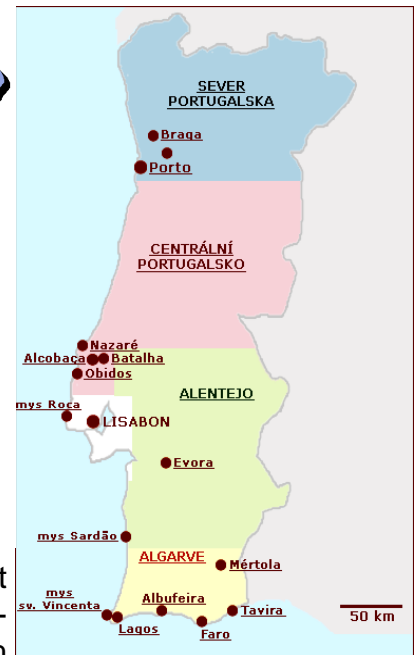 SEVER
PORTUGALSKA
Braga
Porto
CENTRÁLNÍ
PORTUGALSKO
Nazaré
Alcobaça
Batalha
Obidos
ALENTEJO
mys Roca
LISABON
Evora
mys Sardão
ALGARVE
Mértola
mys
sv. Vincenta
Albufeira
Tavira
50 km
Lagos
Faro